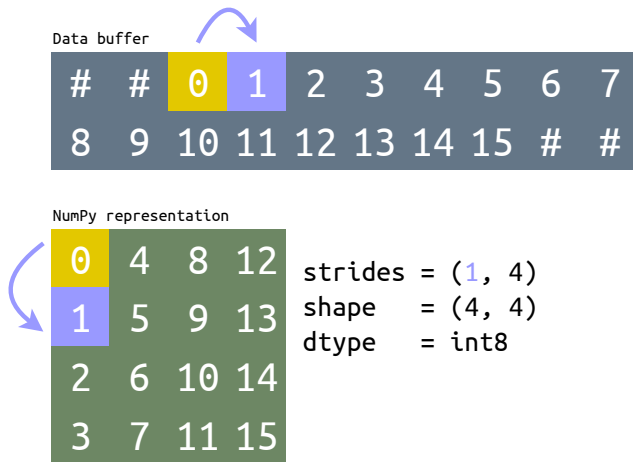 Data buffer
# # 0 1 2 3 4 5 6 7
8 9 10 11 12 13 14 15 # #
NumPy representation
0 4 8 12
1 5 9 13
2 6 10 14
3 7 11 15
strides = (1, 4)
shape = (4, 4)
dtype = int8